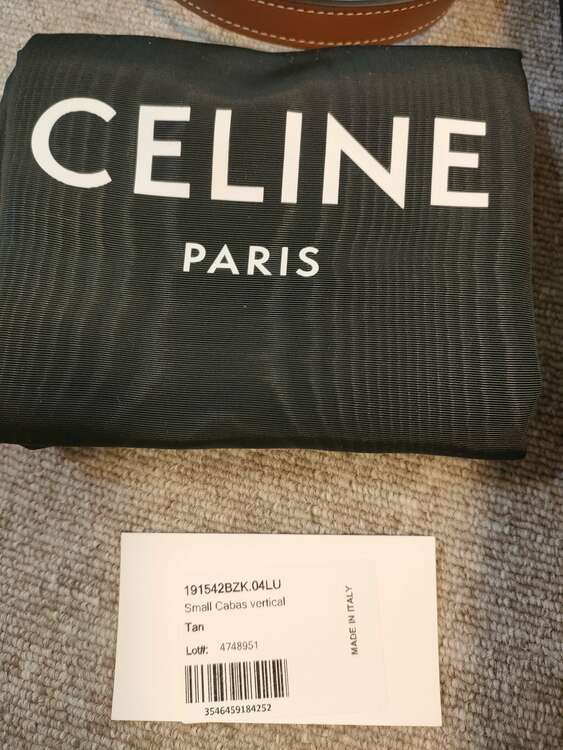 CELINE
PARIS
191542BZK.04LU
Small Cabas vertical
Tan
Lot#: 4748951
3546459184252
MADE IN ITALY